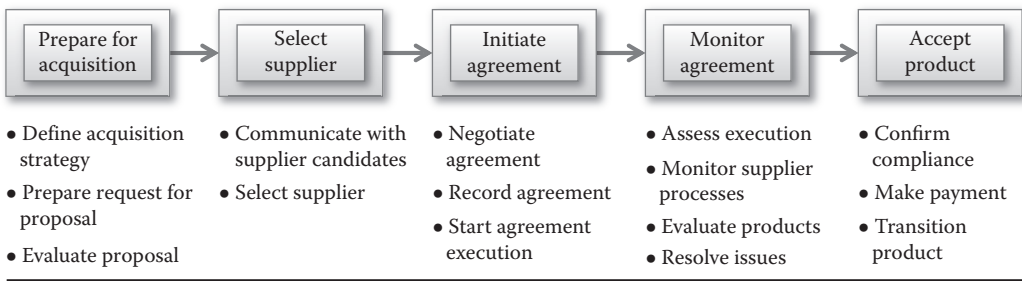 Prepare for
acquisition
Select
supplier
Initiate
agreement
Monitor
agreement
Accept
product
• Define acquisition
strategy
• Prepare request for
proposal
• Evaluate proposal
• Communicate with
supplier candidates
• Select supplier
• Negotiate
agreement
• Record agreement
• Start agreement
execution
• Assess execution
• Monitor supplier
processes
• Evaluate products
• Resolve issues
• Confirm
compliance
• Make payment
• Transition
product